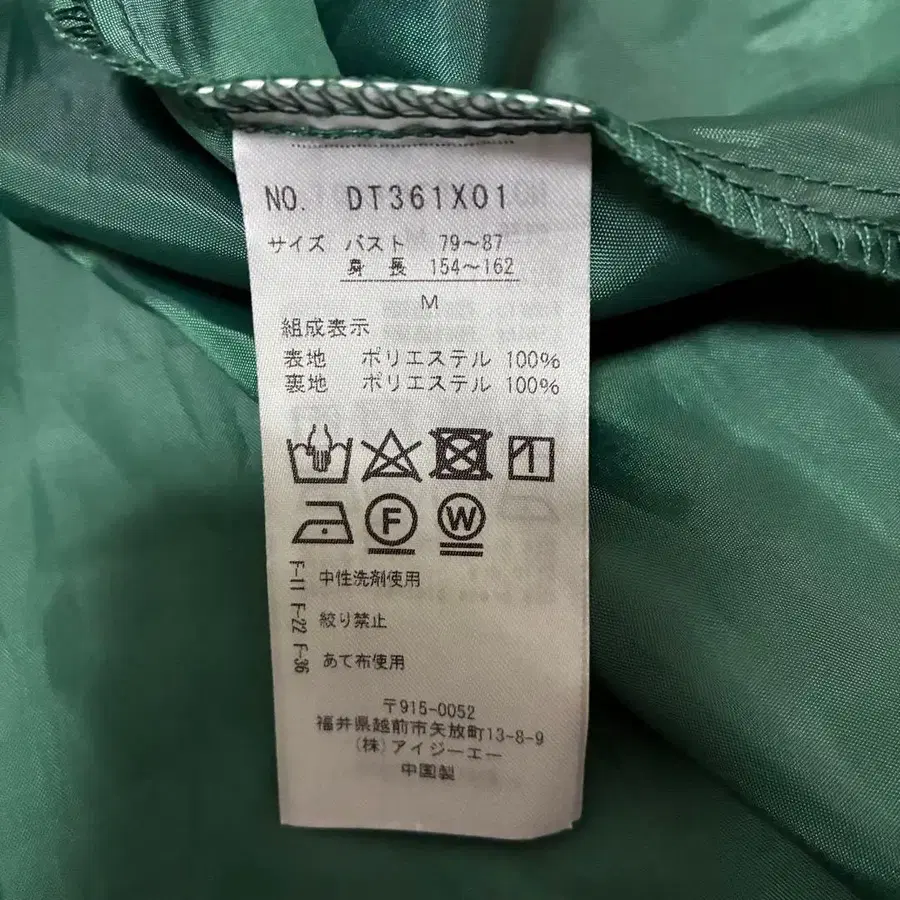 NO. DT361X01
サイズ バスト 79〜87
身 長 154〜162
M
組成表示
表地 ポリエステル 100%
裏地 ポリエステル 100%
F W
F-11 中性洗剤使用
F-22 絞り禁止
F-36 あて布使用
〒915-0052
福井県越前市矢放町13-8-9
(株)アイジーエー
中国製